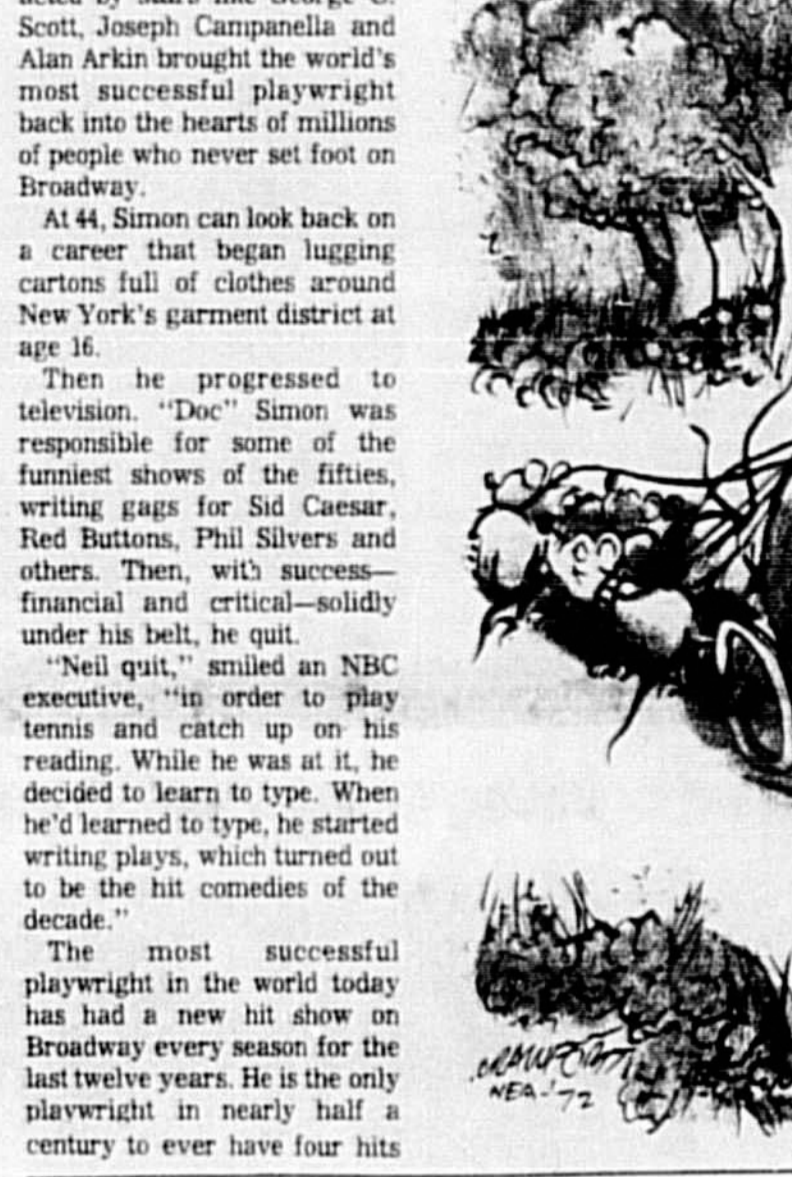 acted by stars like George C.
Scott, Joseph Campanella and
Alan Arkin brought the world's
most successful playwright
back into the hearts of millions
of people who never set foot on
Broadway.
At 44, Simon can look back on
a career that began lugging
cartons full of clothes around
New York's garment district at
age 16.
Then he progressed to
television. "Doc" Simon was
responsible for some of the
funniest shows of the fifties,
writing gags for Sid Caesar,
Red Buttons, Phil Silvers and
others. Then, with success—
financial and critical—solidly
under his belt, he quit.
"Neil quit," smiled an NBC
executive, "in order to play
tennis and catch up on his
reading. While he was at it, he
decided to learn to type. When
he'd learned to type, he started
writing plays, which turned out
to be the hit comedies of the
decade."
The most successful
playwright in the world today
has had a new hit show on
Broadway every season for the
last twelve years. He is the only
playwright in nearly half a
century to ever have four hits
NEA-'72